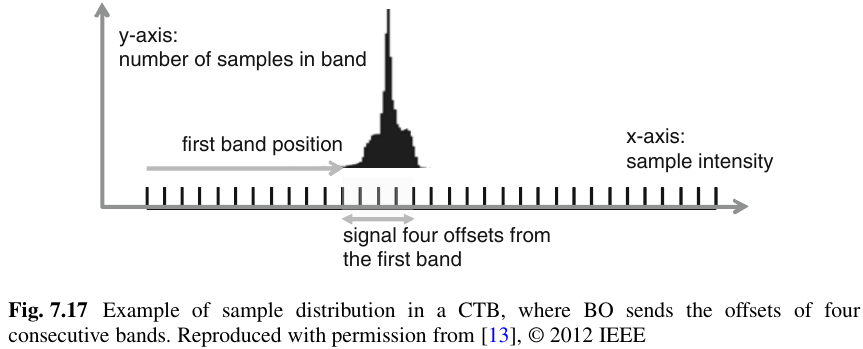 y-axis:
number of samples in band
first band position
x-axis:
sample intensity
signal four offsets from
the first band
Fig. 7.17 Example of sample distribution in a CTB, where BO sends the offsets of four
consecutive bands. Reproduced with permission from [13], © 2012 IEEE